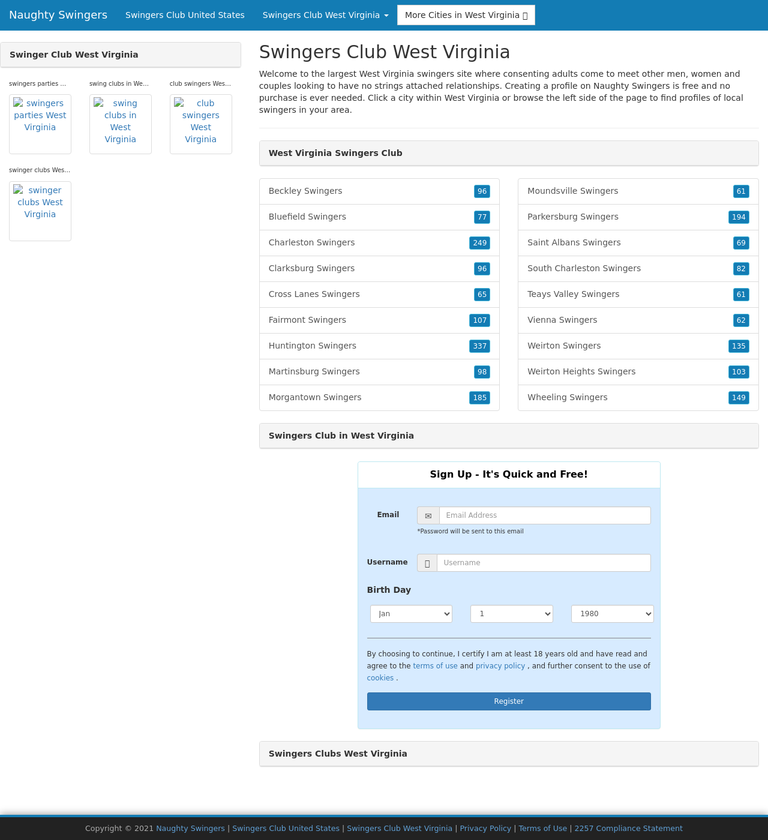 Naughty Swingers
Swingers Club United States
Swingers Club West Virginia
More Cities in West Virginia
Swinger Club West Virginia
swingers parties ...
swing clubs in We...
club swingers Wes...
swingers
parties West
Virginia
swing
clubs in
West
Virginia
club
swingers
West
Virginia
swinger clubs Wes...
swinger
clubs West
Virginia
Swingers Club West Virginia
Welcome to the largest West Virginia swingers site where consenting adults come to meet other men, women and
couples looking to have no strings attached relationships. Creating a profile on Naughty Swingers is free and no
purchase is ever needed. Click a city within West Virginia or browse the left side of the page to find profiles of local
swingers in your area.
West Virginia Swingers Club
Beckley Swingers 96
Bluefield Swingers 77
Charleston Swingers 249
Clarksburg Swingers 96
Cross Lanes Swingers 65
Fairmont Swingers 107
Huntington Swingers 337
Martinsburg Swingers 98
Morgantown Swingers 185
Moundsville Swingers 61
Parkersburg Swingers 194
Saint Albans Swingers 69
South Charleston Swingers 82
Teays Valley Swingers 61
Vienna Swingers 62
Weirton Swingers 135
Weirton Heights Swingers 103
Wheeling Swingers 149
Swingers Club in West Virginia
Sign Up - It's Quick and Free!
Email
Email Address
*Password will be sent to this email
Username
Username
Birth Day
Jan 1 1980
By choosing to continue, I certify I am at least 18 years old and have read and
agree to the terms of use and privacy policy , and further consent to the use of
cookies .
Register
Swingers Clubs West Virginia
Copyright © 2021 Naughty Swingers | Swingers Club United States | Swingers Club West Virginia | Privacy Policy | Terms of Use | 2257 Compliance Statement